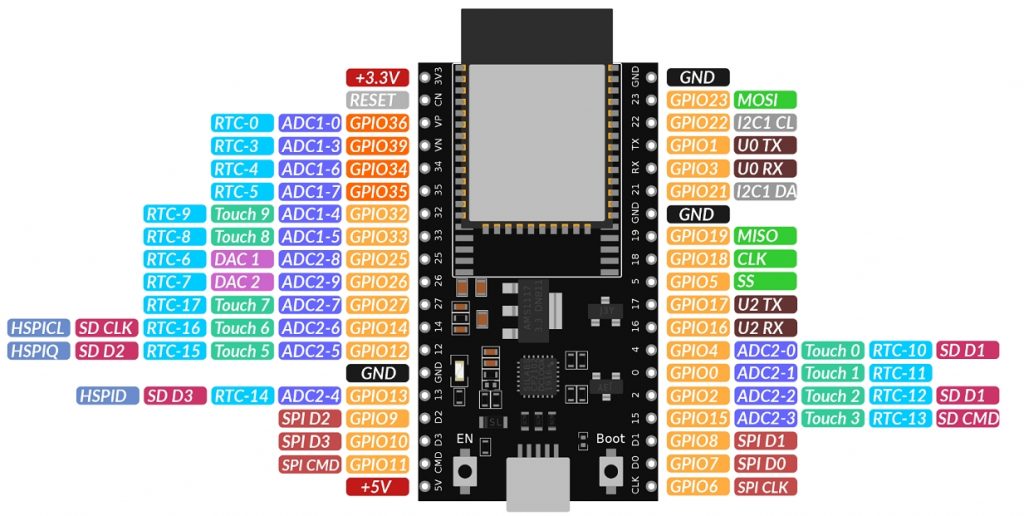 +3.3V 3V3 GND GND
RESET CN 23 GPIO23 MOSI
RTC-0 ADC1-0 GPIO36 VP 22 GPIO22 I2C1 CL
RTC-3 ADC1-3 GPIO39 VN TX GPIO1 U0 TX
RTC-4 ADC1-6 GPIO34 34 RX GPIO3 U0 RX
RTC-5 ADC1-7 GPIO35 35 21 GPIO21 I2C1 DA
RTC-9 Touch 9 ADC1-4 GPIO32 32 GND GND
RTC-8 Touch 8 ADC1-5 GPIO33 33 19 GPIO19 MISO
RTC-6 DAC 1 ADC2-8 GPIO25 25 18 GPIO18 CLK
RTC-7 DAC 2 ADC2-9 GPIO26 26 5 GPIO5 SS
RTC-17 Touch 7 ADC2-7 GPIO27 27 AMS1117 3.3 DN811 17 GPIO17 U2 TX
HSPICL SD CLK RTC-16 Touch 6 ADC2-6 GPIO14 14 16 GPIO16 U2 RX
HSPIQ SD D2 RTC-15 Touch 5 ADC2-5 GPIO12 12 4 GPIO4 ADC2-0 Touch 0 RTC-10 SD D1
GND GND 0 GPIO0 ADC2-1 Touch 1 RTC-11
HSPID SD D3 RTC-14 ADC2-4 GPIO13 13 2 GPIO2 ADC2-2 Touch 2 RTC-12 SD D1
SPI D2 GPIO9 D2 15 GPIO15 ADC2-3 Touch 3 RTC-13 SD CMD
SPI D3 GPIO10 D3 EN Boot D1 GPIO8 SPI D1
SPI CMD GPIO11 CMD D0 GPIO7 SPI D0
+5V 5V CLK GPIO6 SPI CLK